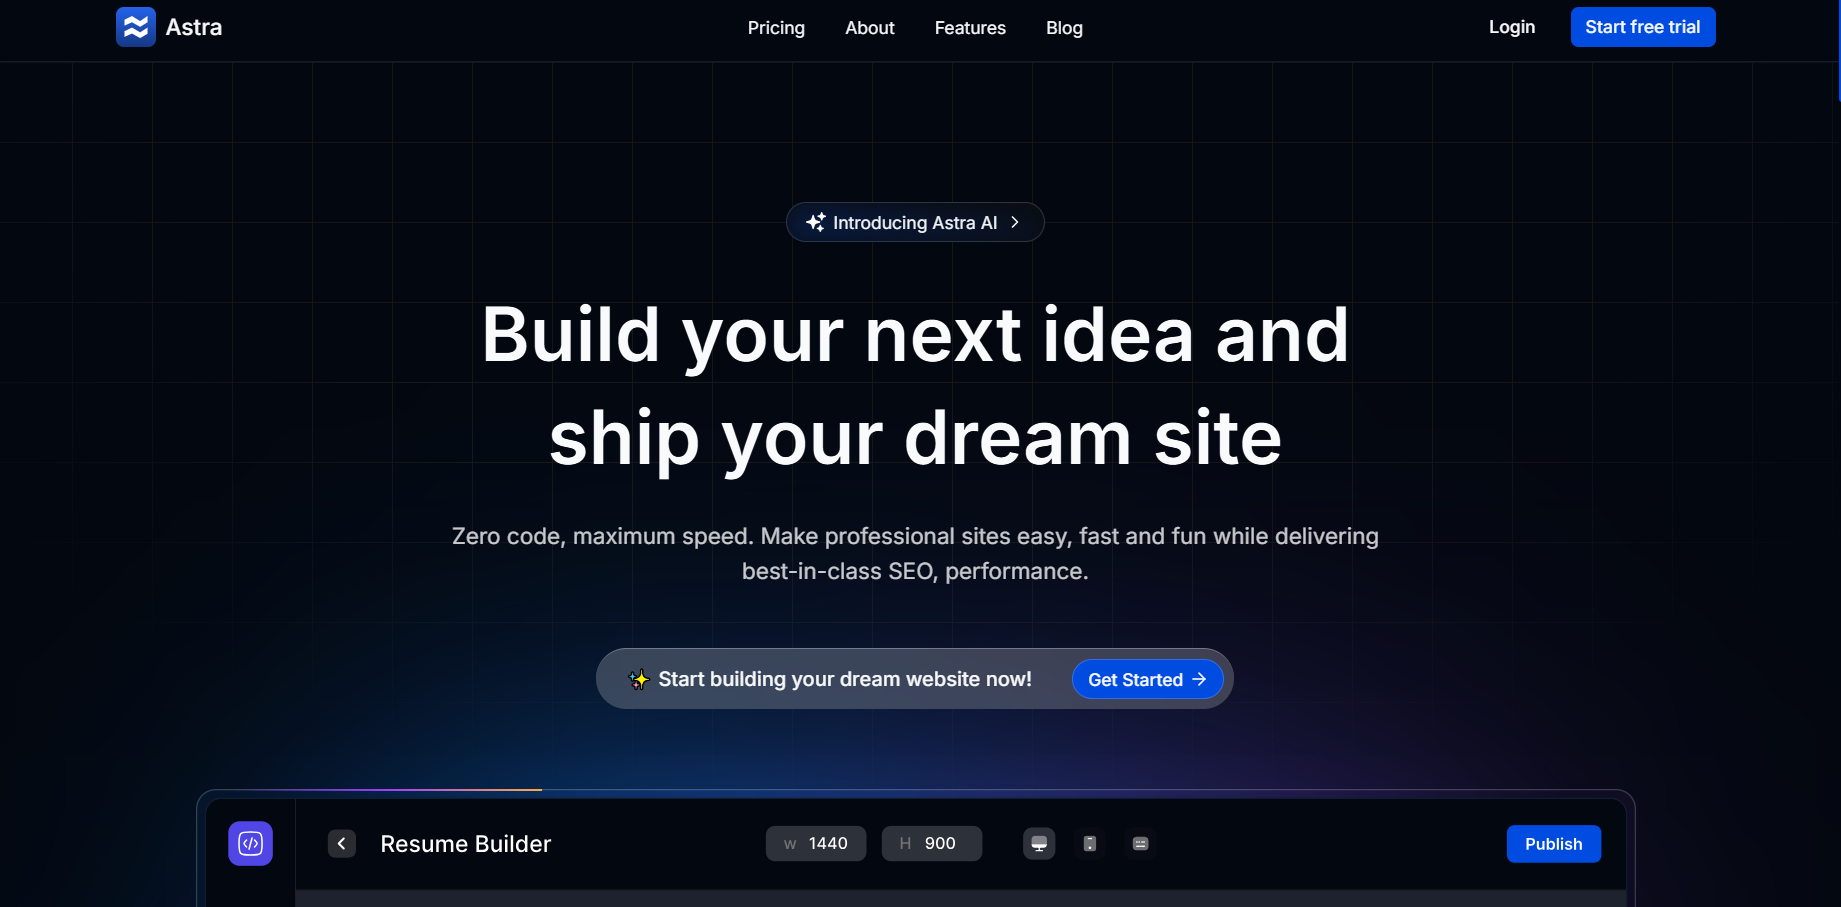 Astra
Pricing
About
Features
Blog
Login
Start free trial
Introducing Astra AI
Build your next idea and
ship your dream site
Zero code, maximum speed. Make professional sites easy, fast and fun while delivering
best-in-class SEO, performance.
✨ Start building your dream website now!
Get Started →
</>
Resume Builder
W 1440
H 900
Publish